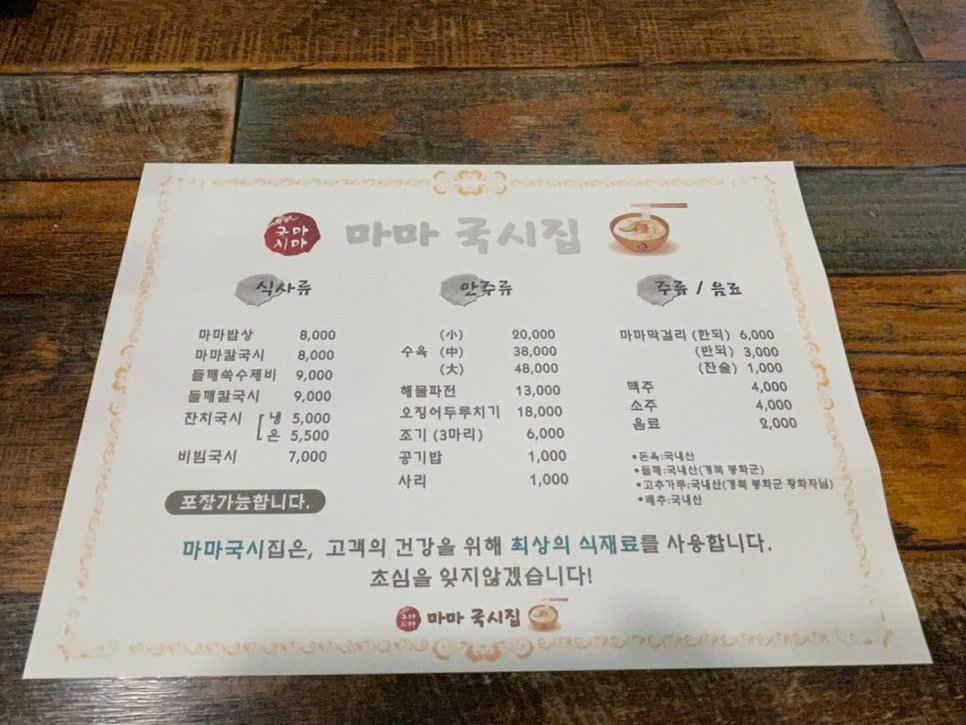 국마
시마
마마 국시집
식사류
마마밥상 8,000
마마칼국시 8,000
들깨쑥수제비 9,000
들깨칼국시 9,000
잔치국시 냉 5,000
온 5,500
비빔국시 7,000
포장가능합니다.
안주류
(小) 20,000
수육 (中) 38,000
(大) 48,000
해물파전 13,000
오징어두루치기 18,000
조기 (3마리) 6,000
공기밥 1,000
사리 1,000
주류 / 음료
마마막걸리 (한되) 6,000
(반되) 3,000
(잔술) 1,000
맥주 4,000
소주 4,000
음료 2,000
•돈육:국내산
•들깨:국내산(경북 봉화군)
•고추가루:국내산(경북 봉화군 황화자님)
•배추:국내산
마마국시집은, 고객의 건강을 위해 최상의 식재료를 사용합니다.
초심을 잊지않겠습니다!
국마
시마
마마 국시집